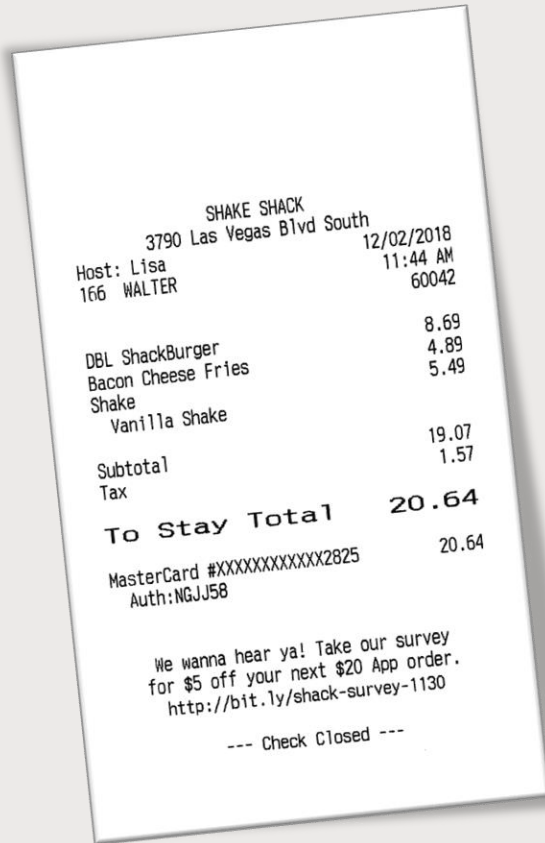 SHAKE SHACK
3790 Las Vegas Blvd South
Host: Lisa 12/02/2018
166 WALTER 11:44 AM
60042
DBL ShackBurger 8.69
Bacon Cheese Fries 4.89
Shake 5.49
Vanilla Shake
Subtotal 19.07
Tax 1.57
To Stay Total 20.64
MasterCard #XXXXXXXXXXXX2825 20.64
Auth:NGJJ58
We wanna hear ya! Take our survey
for $5 off your next $20 App order.
http://bit.ly/shack-survey-1130
--- Check Closed ---